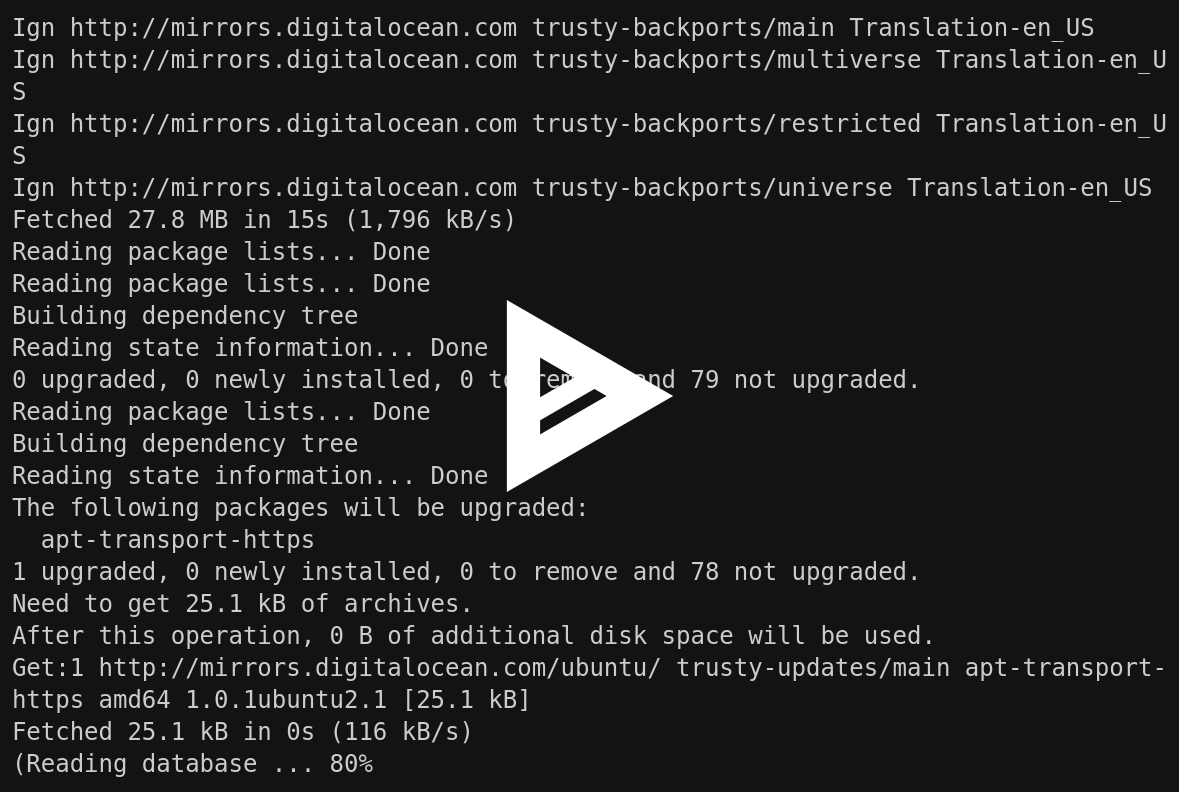 Ign http://mirrors.digitalocean.com trusty-backports/main Translation-en_US
Ign http://mirrors.digitalocean.com trusty-backports/multiverse Translation-en_U
S
Ign http://mirrors.digitalocean.com trusty-backports/restricted Translation-en_U
S
Ign http://mirrors.digitalocean.com trusty-backports/universe Translation-en_US
Fetched 27.8 MB in 15s (1,796 kB/s)
Reading package lists... Done
Reading package lists... Done
Building dependency tree
Reading state information... Done
0 upgraded, 0 newly installed, 0 to and 79 not upgraded.
Reading package lists... Done
Building dependency tree
Reading state information... Done
The following packages will be upgraded:
  apt-transport-https
1 upgraded, 0 newly installed, 0 to remove and 78 not upgraded.
Need to get 25.1 kB of archives.
After this operation, 0 B of additional disk space will be used.
Get:1 http://mirrors.digitalocean.com/ubuntu/ trusty-updates/main apt-transport-
https amd64 1.0.1ubuntu2.1 [25.1 kB]
Fetched 25.1 kB in 0s (116 kB/s)
(Reading database ... 80%